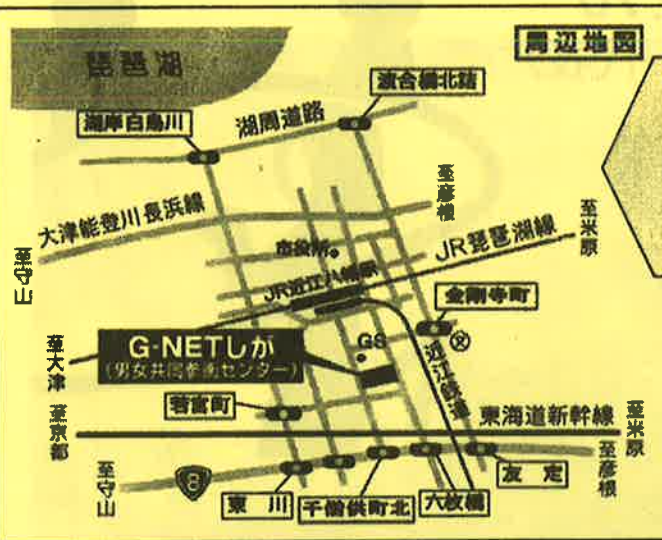 周辺地図
琵琶湖
渡合橋北詰
湖岸白鳥川
湖周道路
至彦根
大津能登川長浜線
至米原
至守山
市役所
JR琵琶湖線
JR近江八幡駅
金剛寺町
至大津
G-NETしが
(男女共同参画センター)
GS
近江鉄道
若宮町
至京都
東海道新幹線
至米原
至守山
8
東川
千僧供町北
六枚橋
友定
至彦根